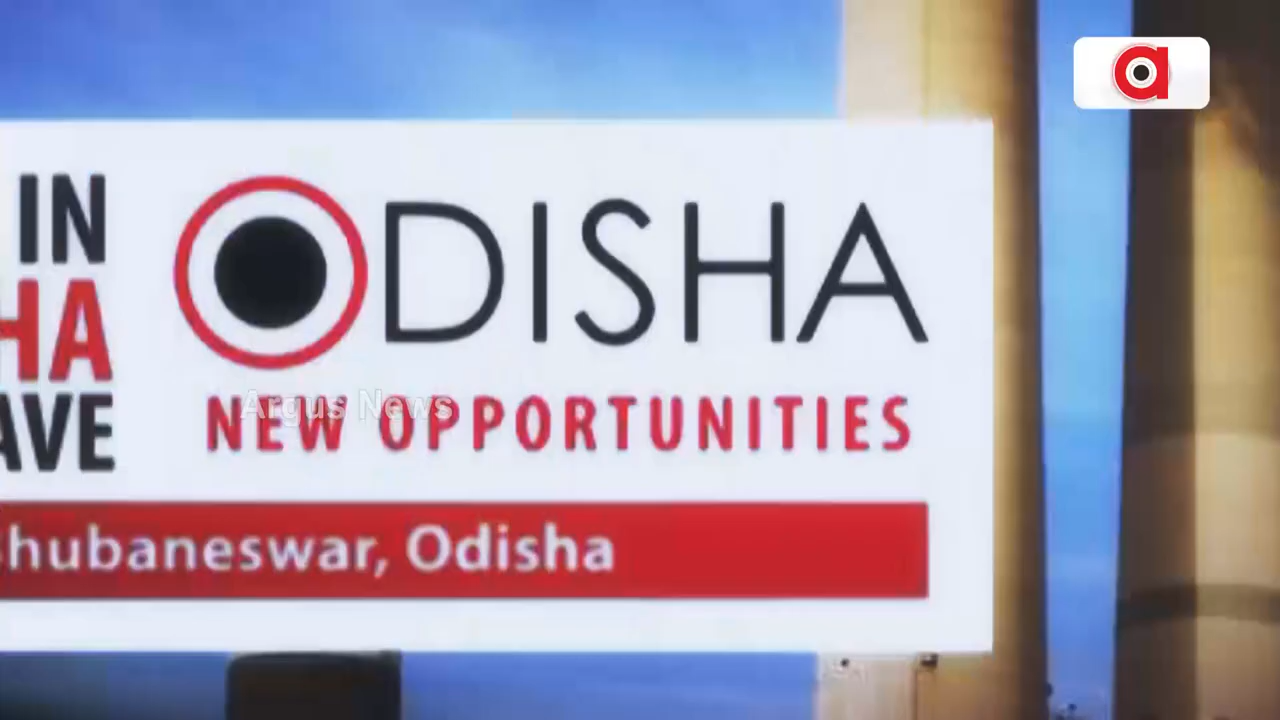 IN
HA
AVE
ODISHA
NEW OPPORTUNITIES
Argus News
hubaneswar, Odisha
a